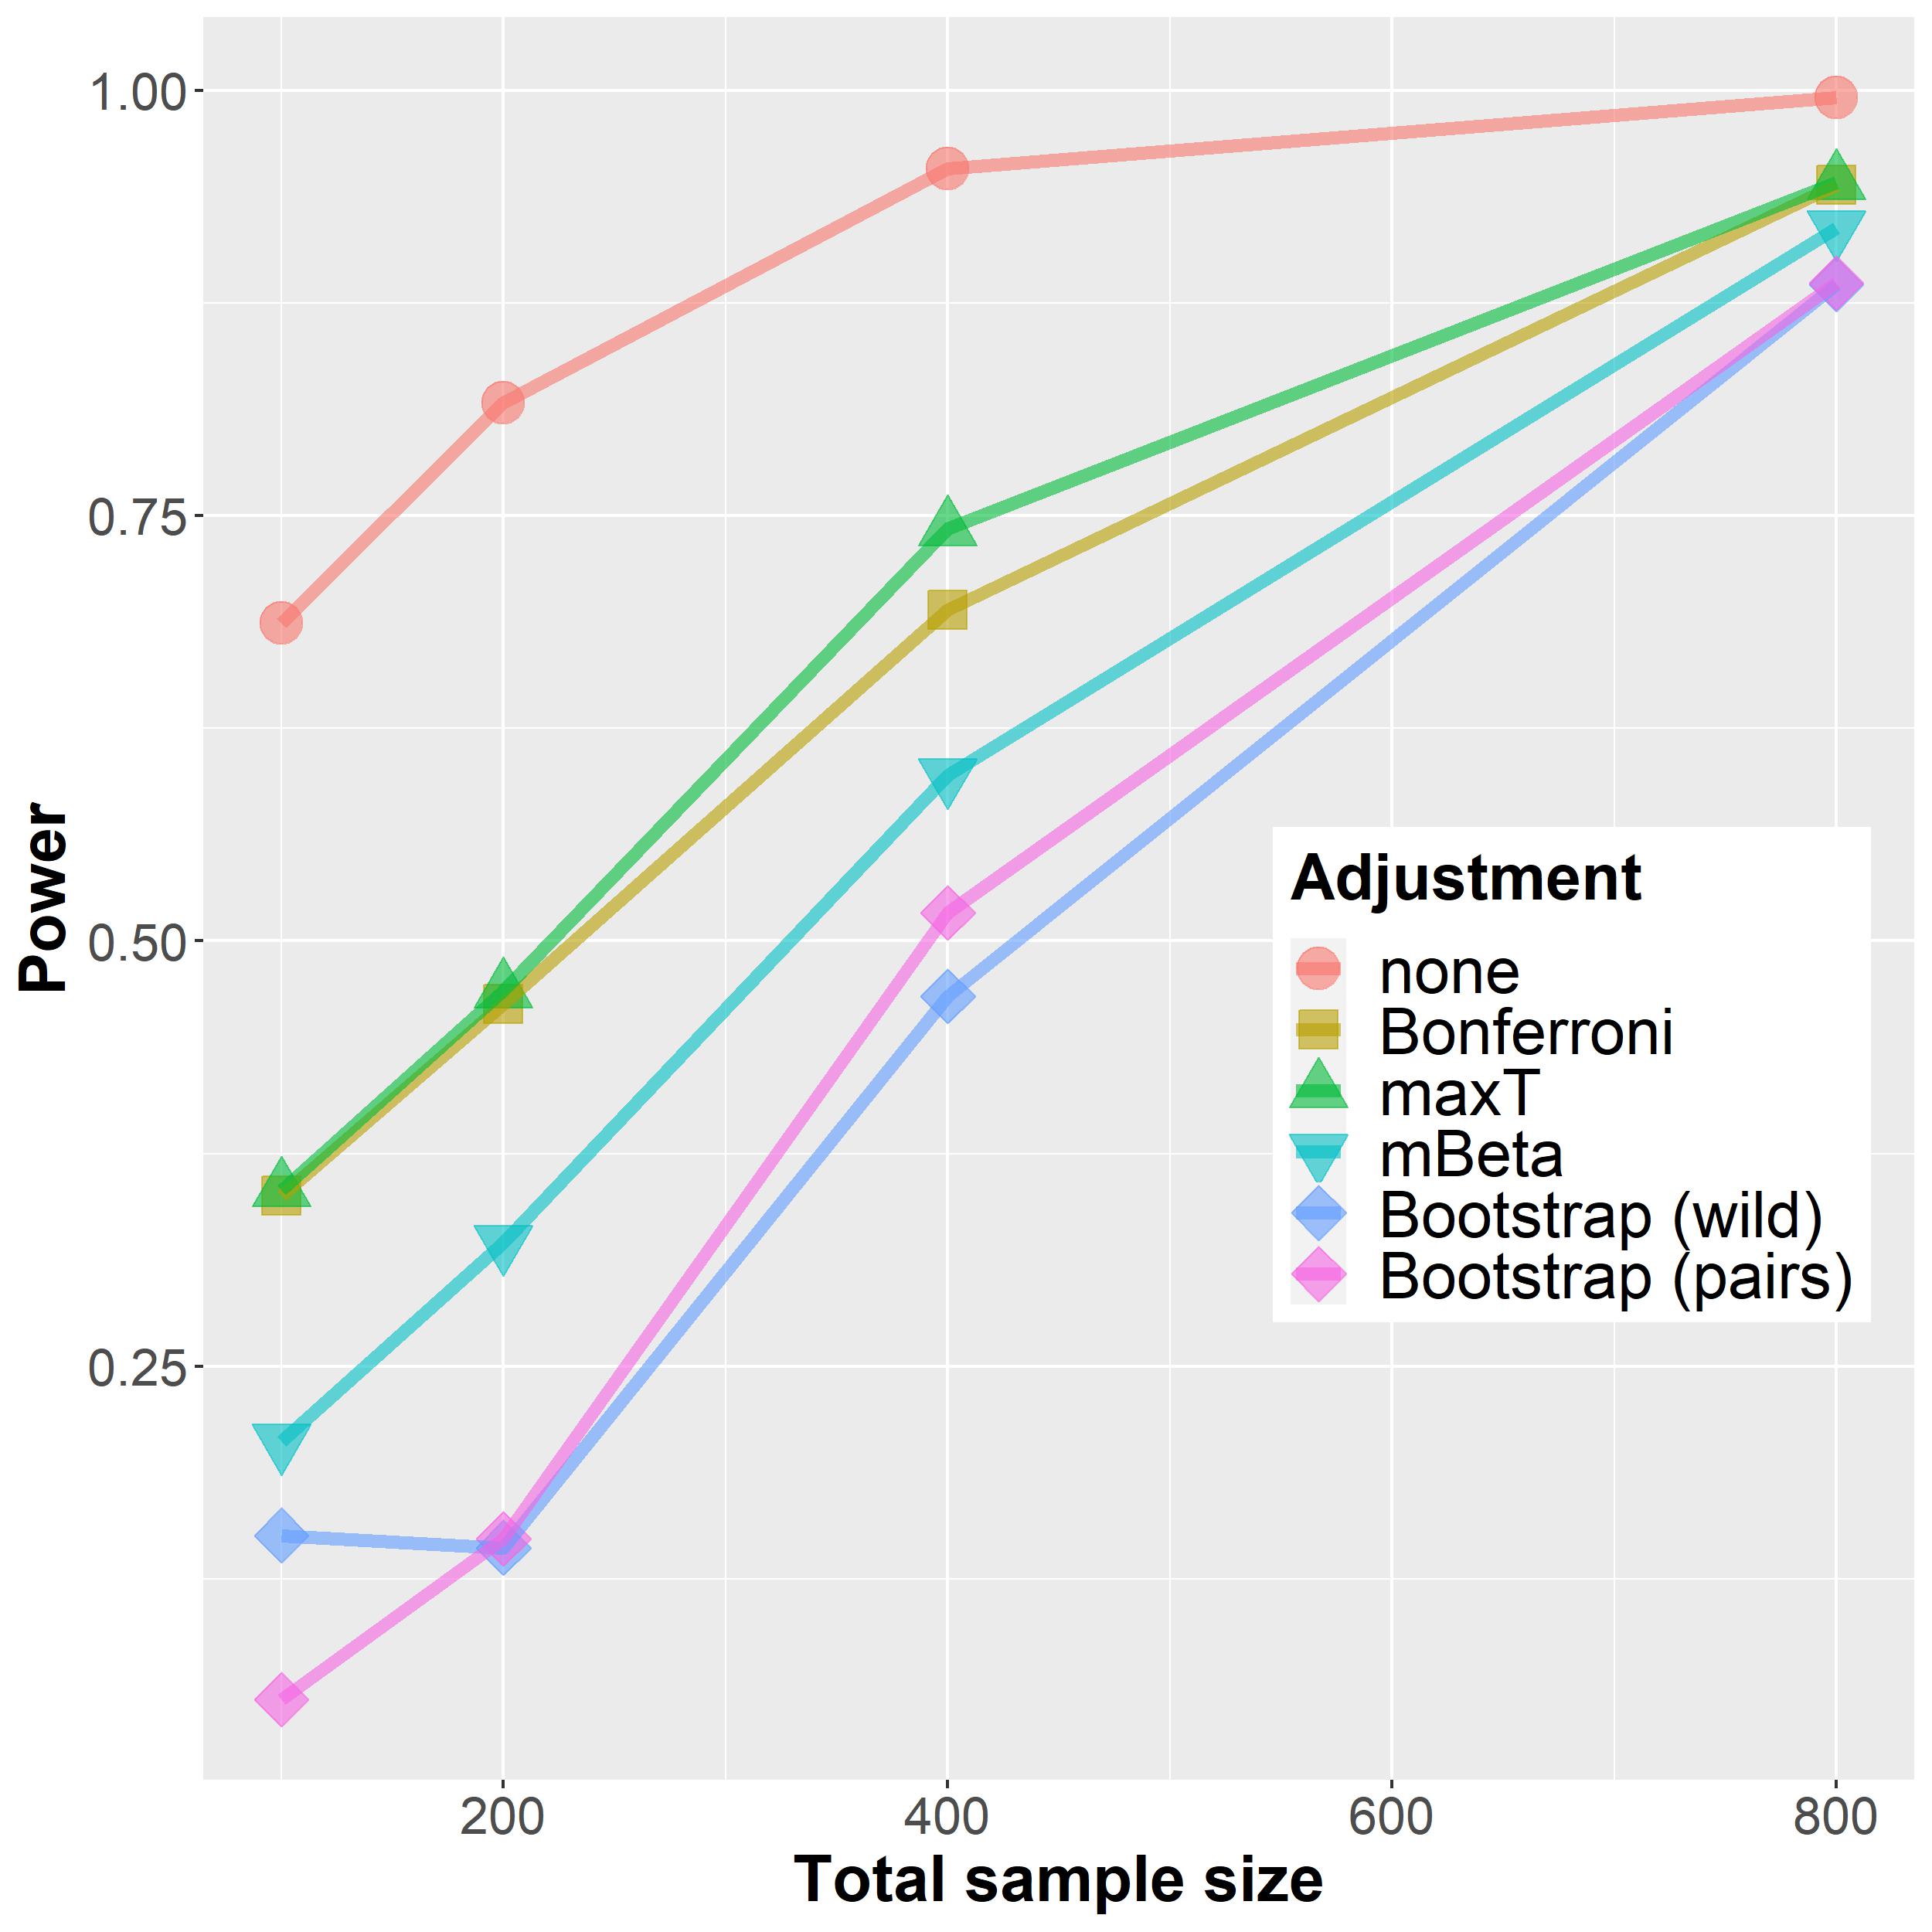 1.00
0.75
0.50
0.25
Power
200 400 600 800
Total sample size
Adjustment
none
Bonferroni
maxT
mBeta
Bootstrap (wild)
Bootstrap (pairs)